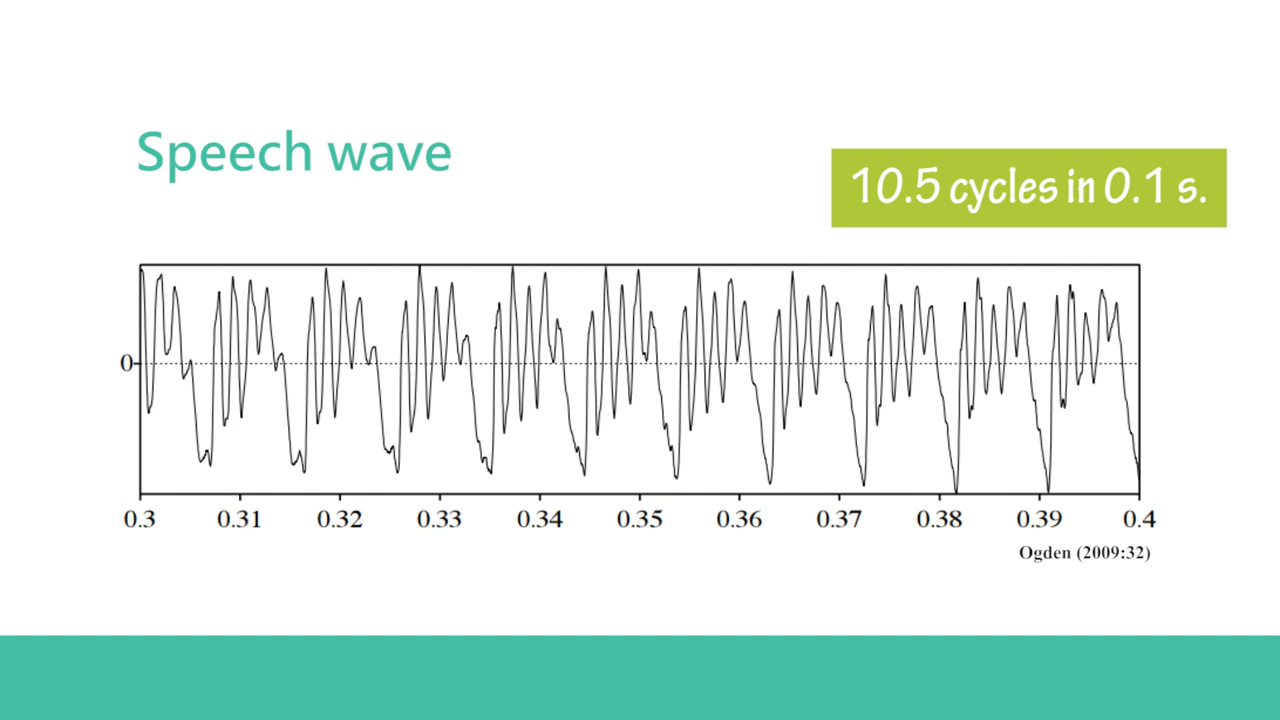 Speech wave
10.5 cycles in 0.1 s.
0
0.3 0.31 0.32 0.33 0.34 0.35 0.36 0.37 0.38 0.39 0.4
Ogden (2009:32)